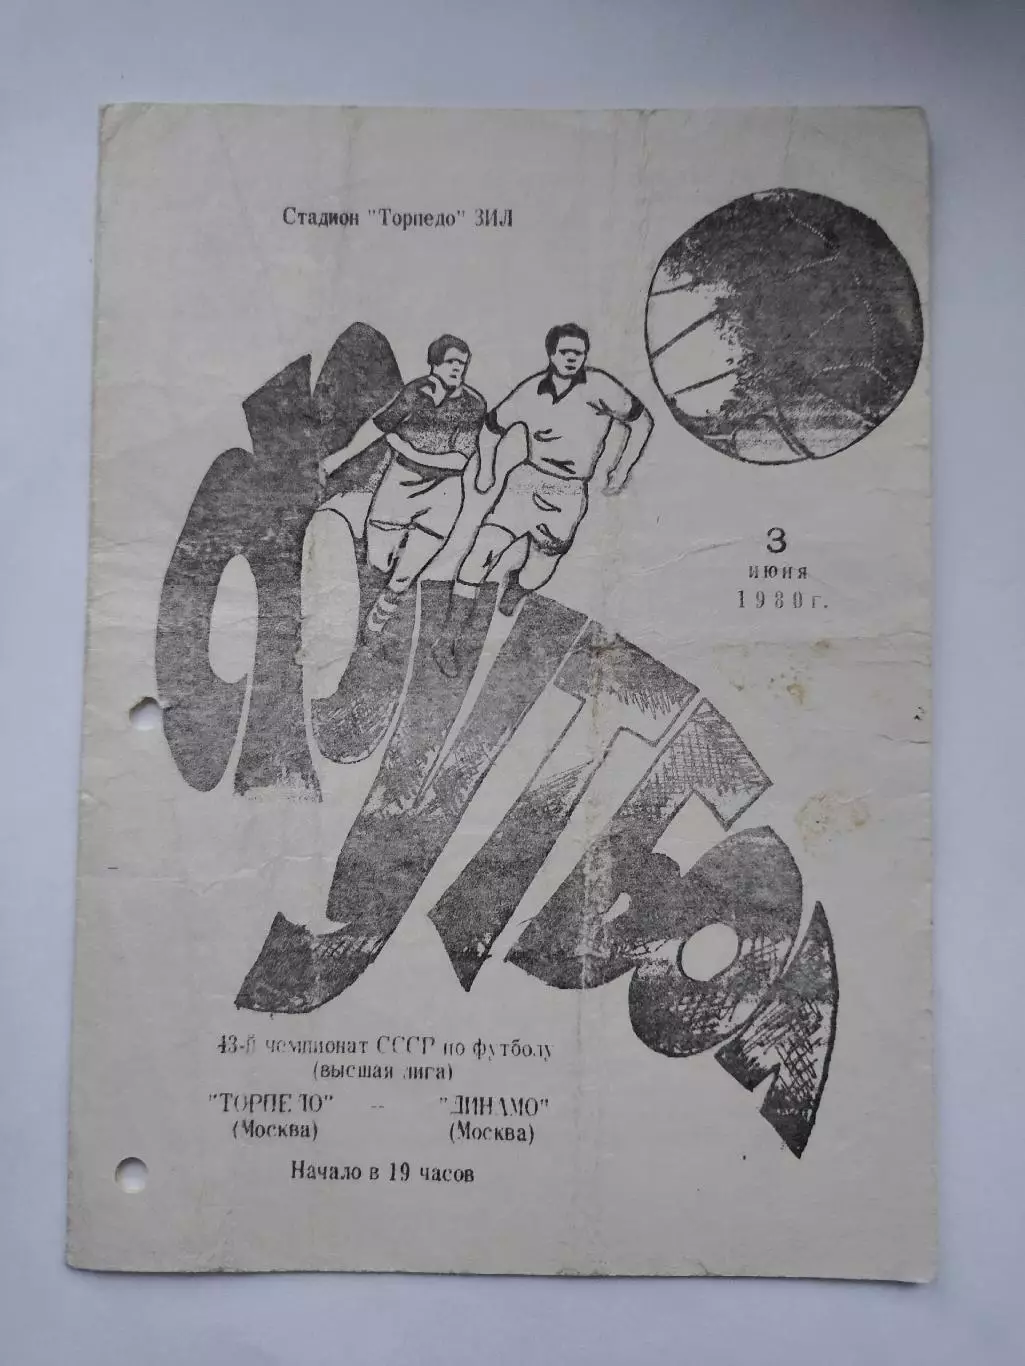 Стадион "Торпедо" ЗИЛ
3
июня
1980г.
ФУТБОЛ
43-й чемпионат СССР по футболу
(высшая лига)
"ТОРПЕДО" -- "ДИНАМО"
(Москва) (Москва)
Начало в 19 часов